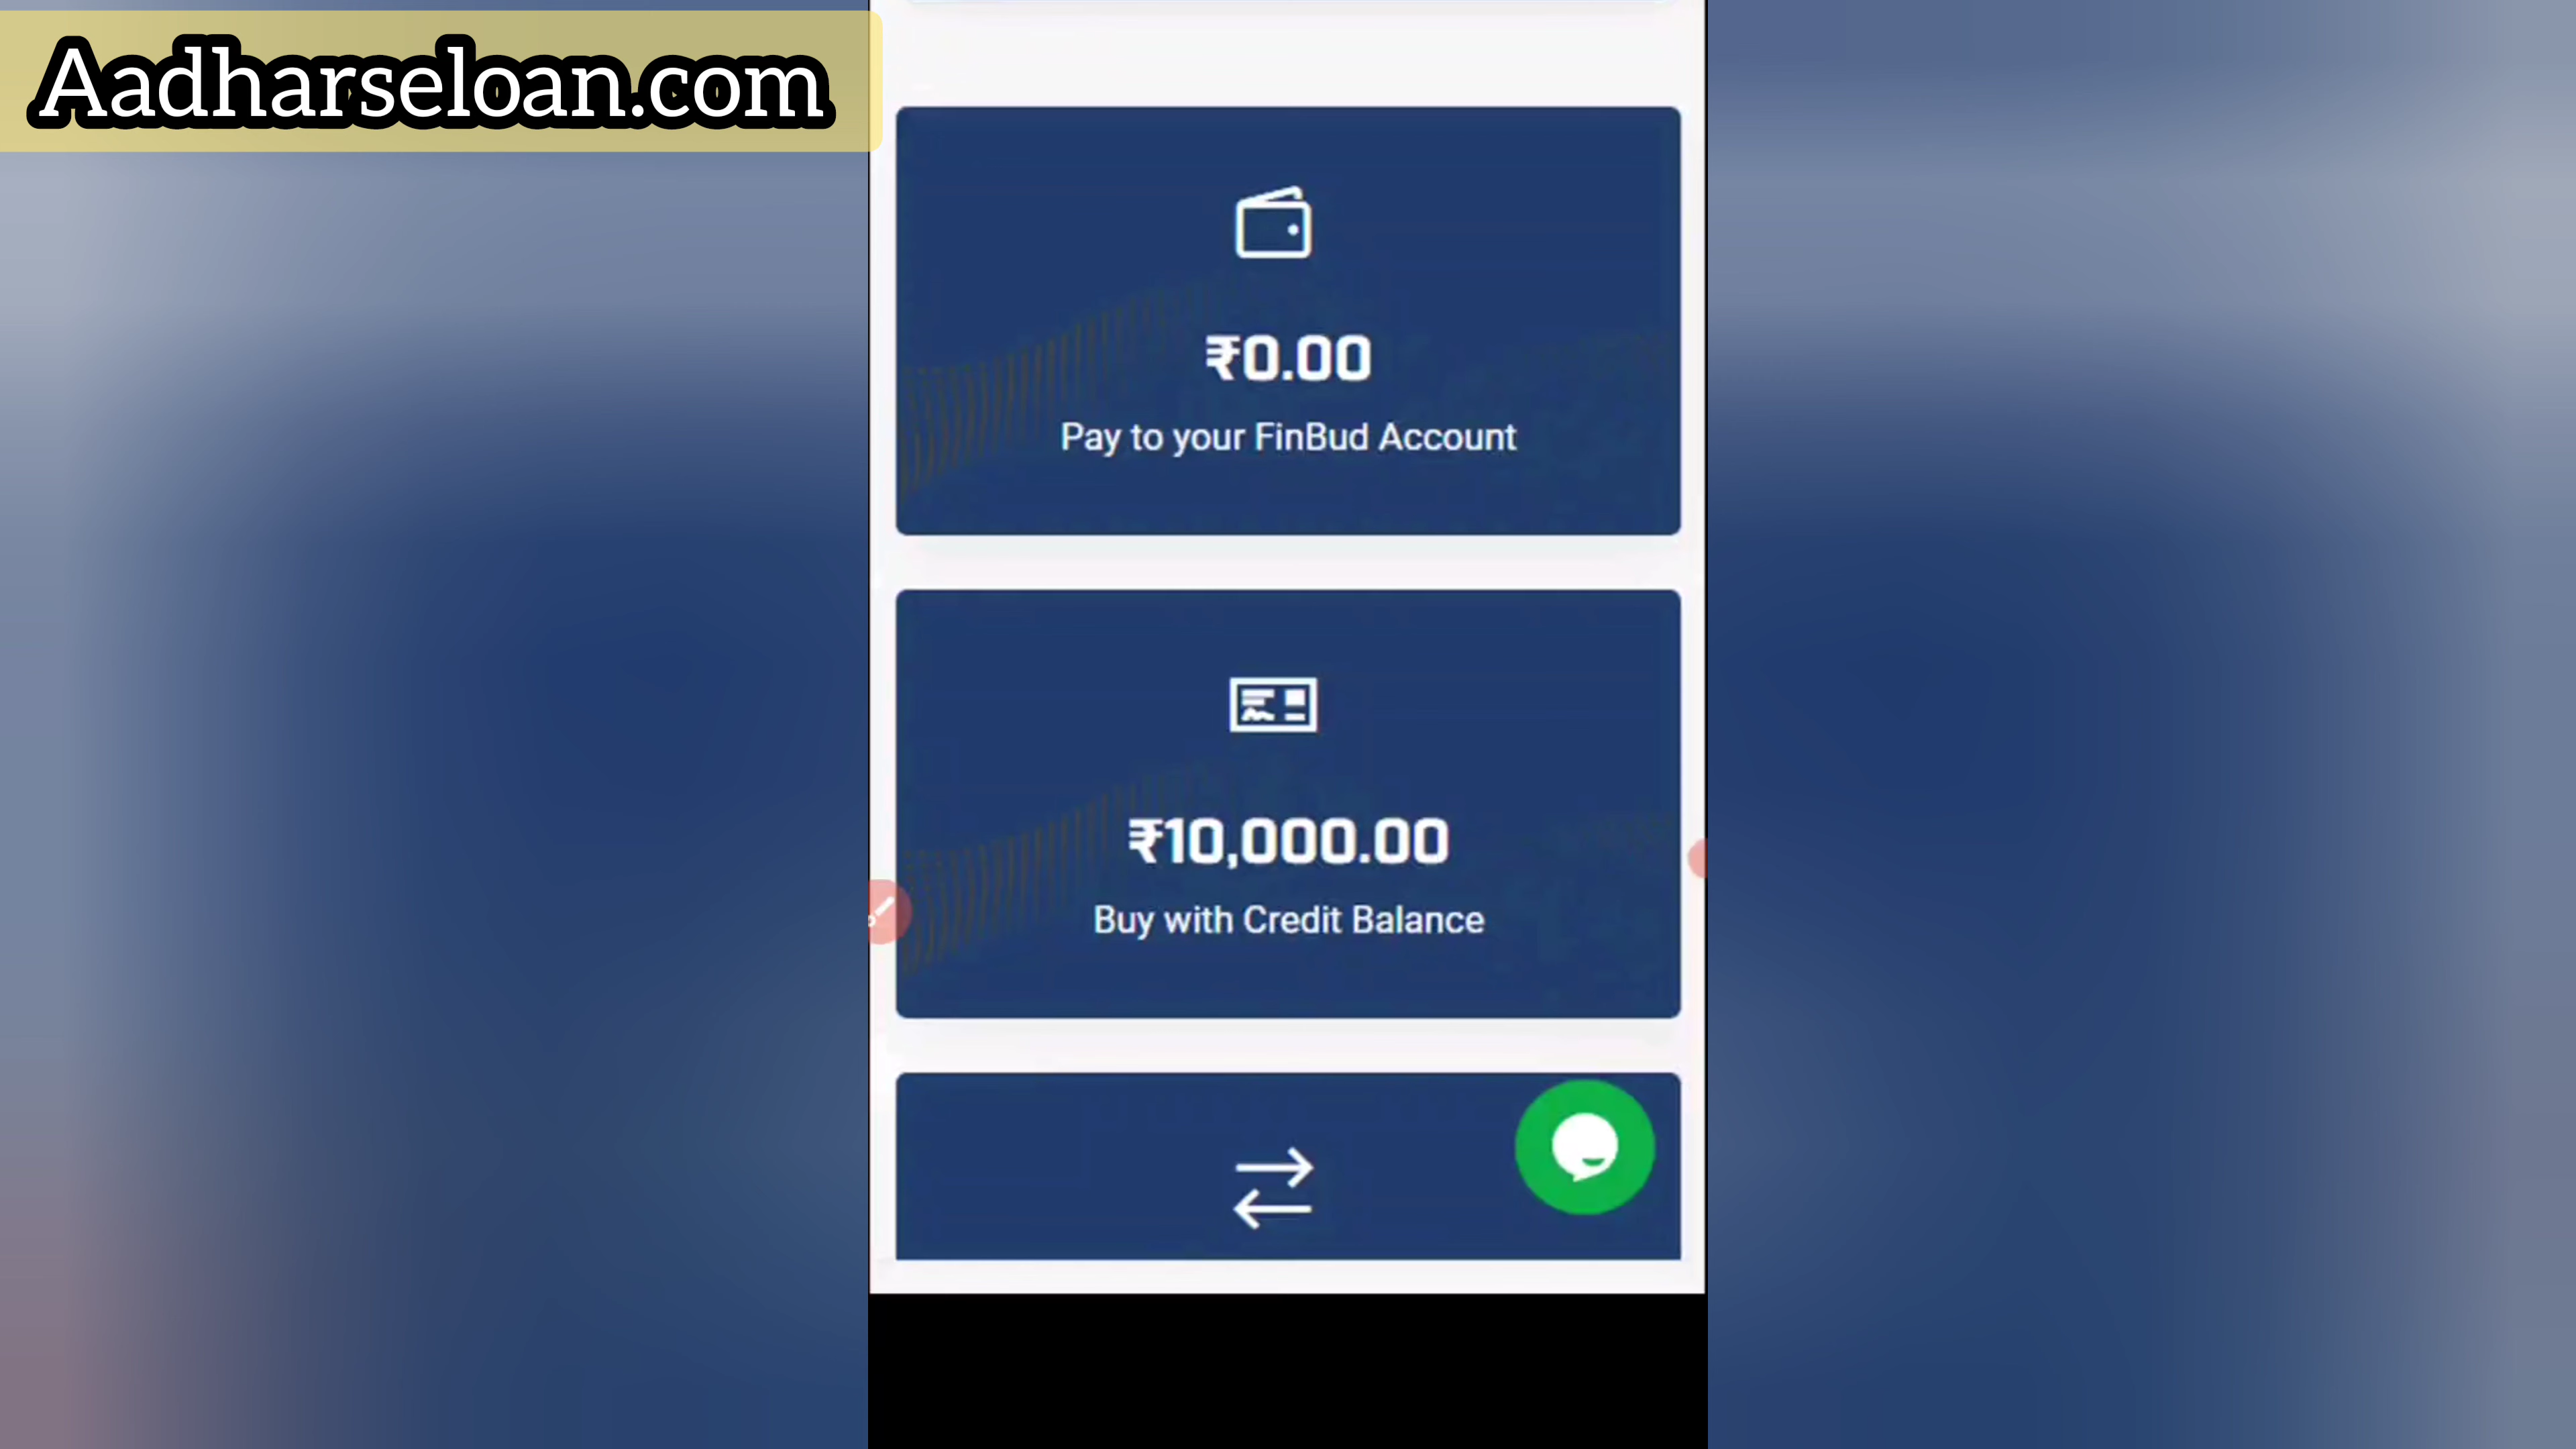 Aadharseloan.com
₹0.00
Pay to your FinBud Account
₹10,000.00
Buy with Credit Balance